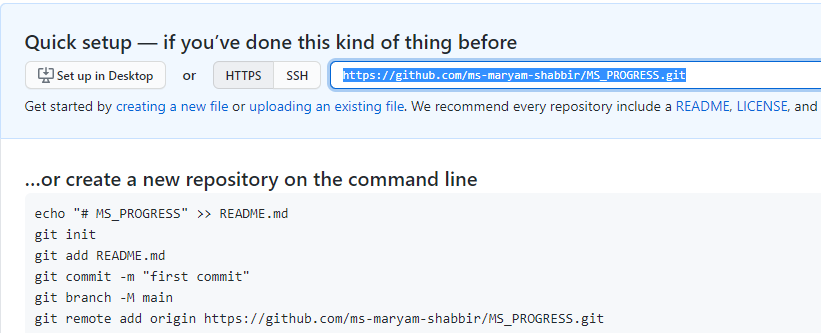 Quick setup — if you've done this kind of thing before
Set up in Desktop or HTTPS SSH https://github.com/ms-maryam-shabbir/MS_PROGRESS.git
Get started by creating a new file or uploading an existing file. We recommend every repository include a README, LICENSE, and
...or create a new repository on the command line
echo "# MS_PROGRESS" >> README.md
git init
git add README.md
git commit -m "first commit"
git branch -M main
git remote add origin https://github.com/ms-maryam-shabbir/MS_PROGRESS.git